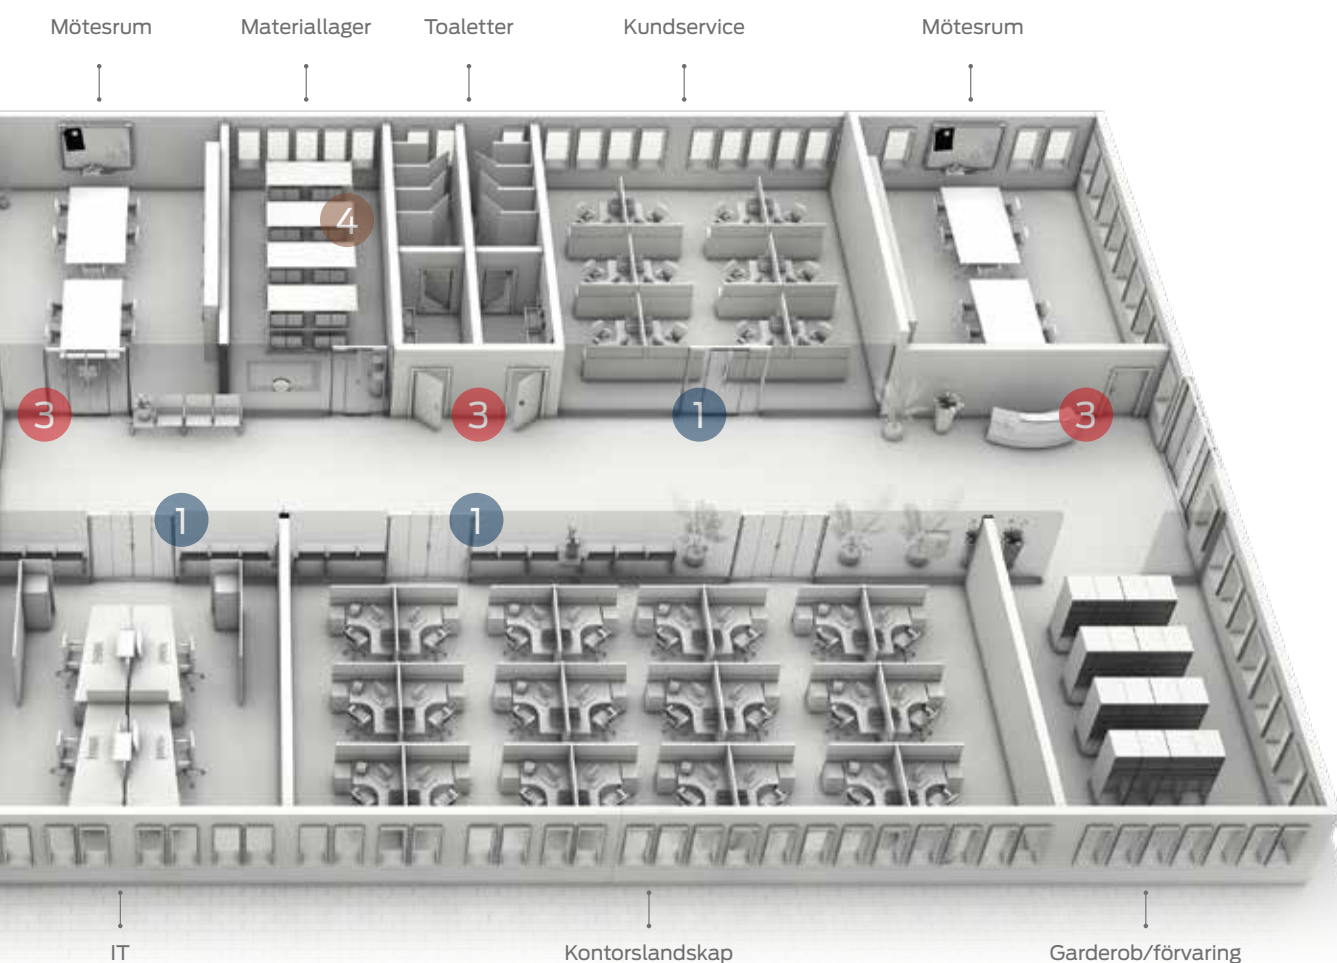 Mötesrum
Materiallager
Toaletter
Kundservice
Mötesrum
4
3
3
1
3
1
1
IT
Kontorslandskap
Garderob/förvaring